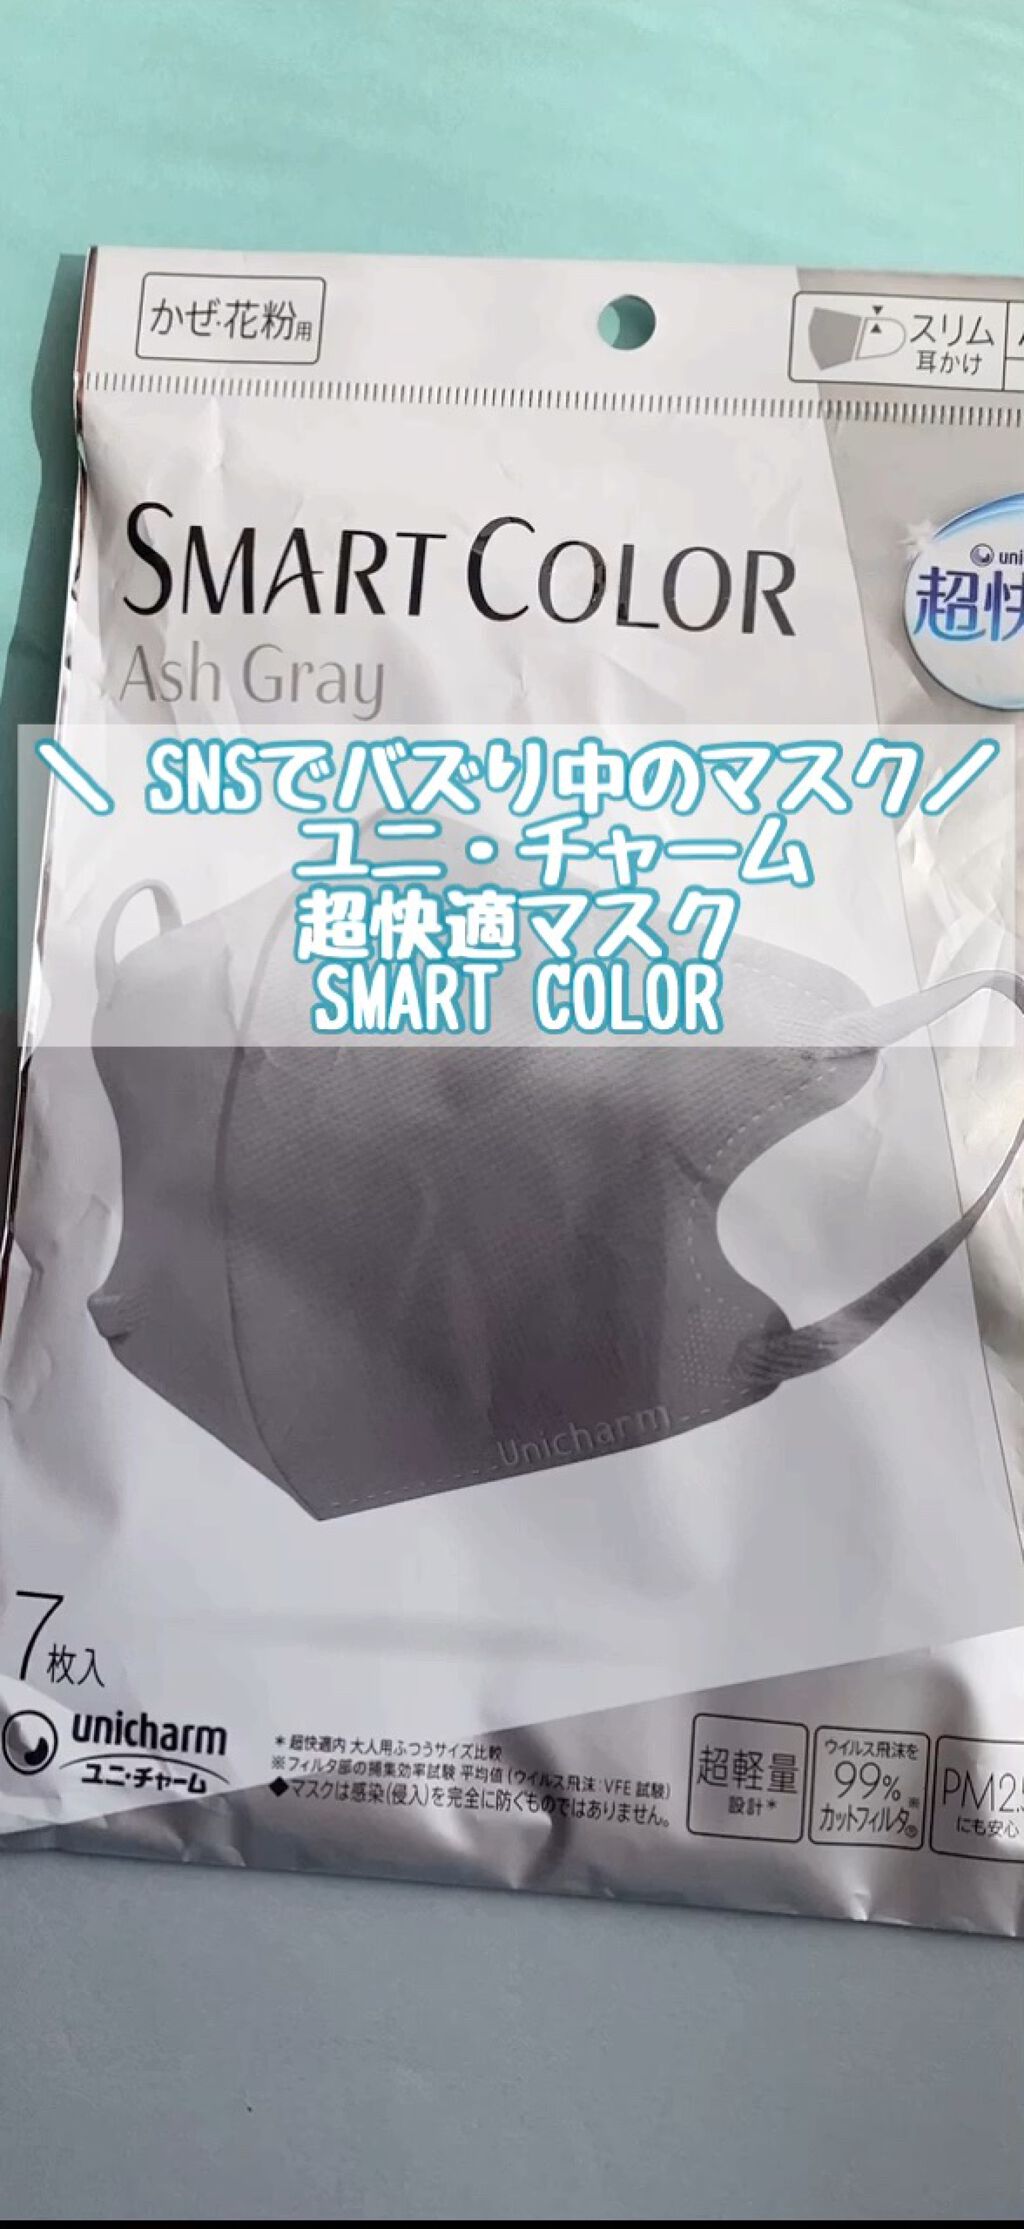 かぜ・花粉用
スリム
耳かけ
SMART COLOR
Ash Gray
超快
＼ SNSでバズり中のマスク／
ユニ・チャーム
超快適マスク
SMART COLOR
Unicharm
7枚入
unicharm
ユニ・チャーム
＊超快適内 大人用ふつうサイズ比較
※フィルタ部の捕集効率試験 平均値(ウイルス飛沫:VFE 試験)
◆マスクは感染(侵入)を完全に防ぐものではありません。
超軽量
設計＊
ウイルス飛沫を
99%※
カットフィルタ
PM2.5
にも安心